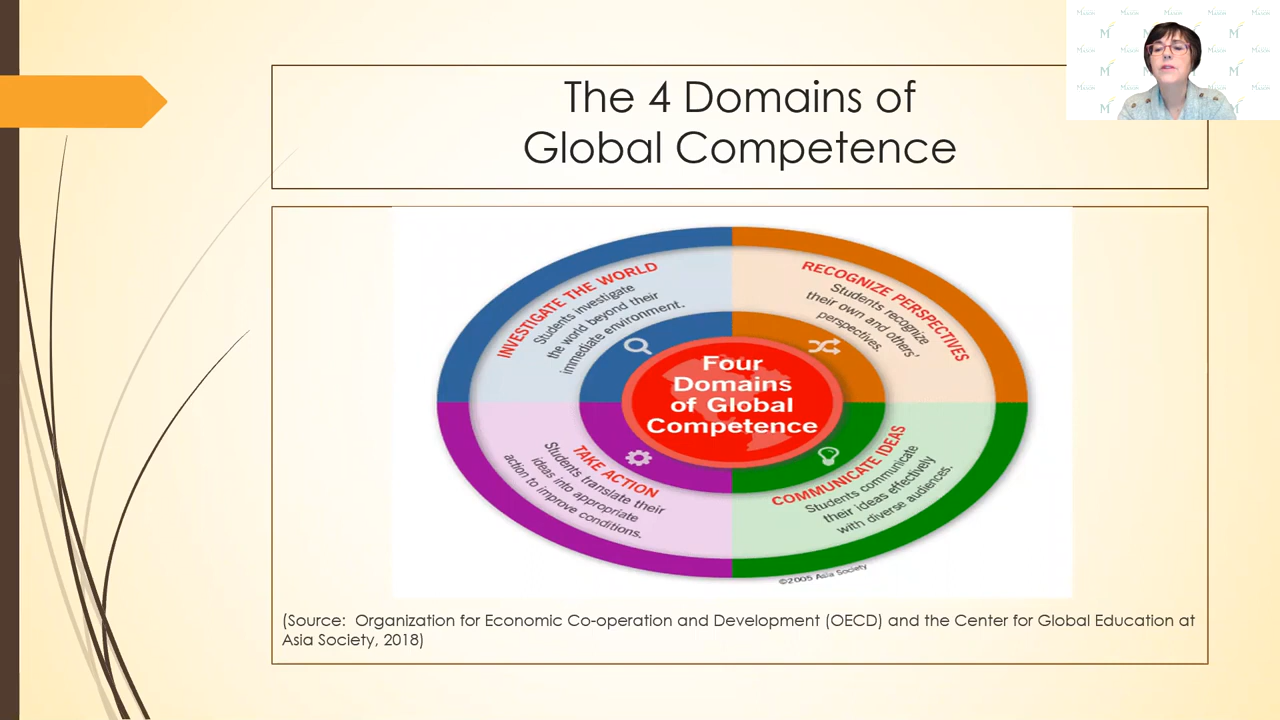 The 4 Domains of
Global Competence
INVESTIGATE THE WORLD
Students investigate
the world beyond their
immediate environment.
RECOGNIZE PERSPECTIVES
Students recognize
their own and others'
perspectives.
Four
Domains
of Global
Competence
TAKE ACTION
Students translate their
ideas into appropriate
action to improve conditions.
COMMUNICATE IDEAS
Students communicate
their ideas effectively
with diverse audiences.
©2005 Asia Society
(Source:  Organization for Economic Co-operation and Development (OECD) and the Center for Global Education at
Asia Society, 2018)